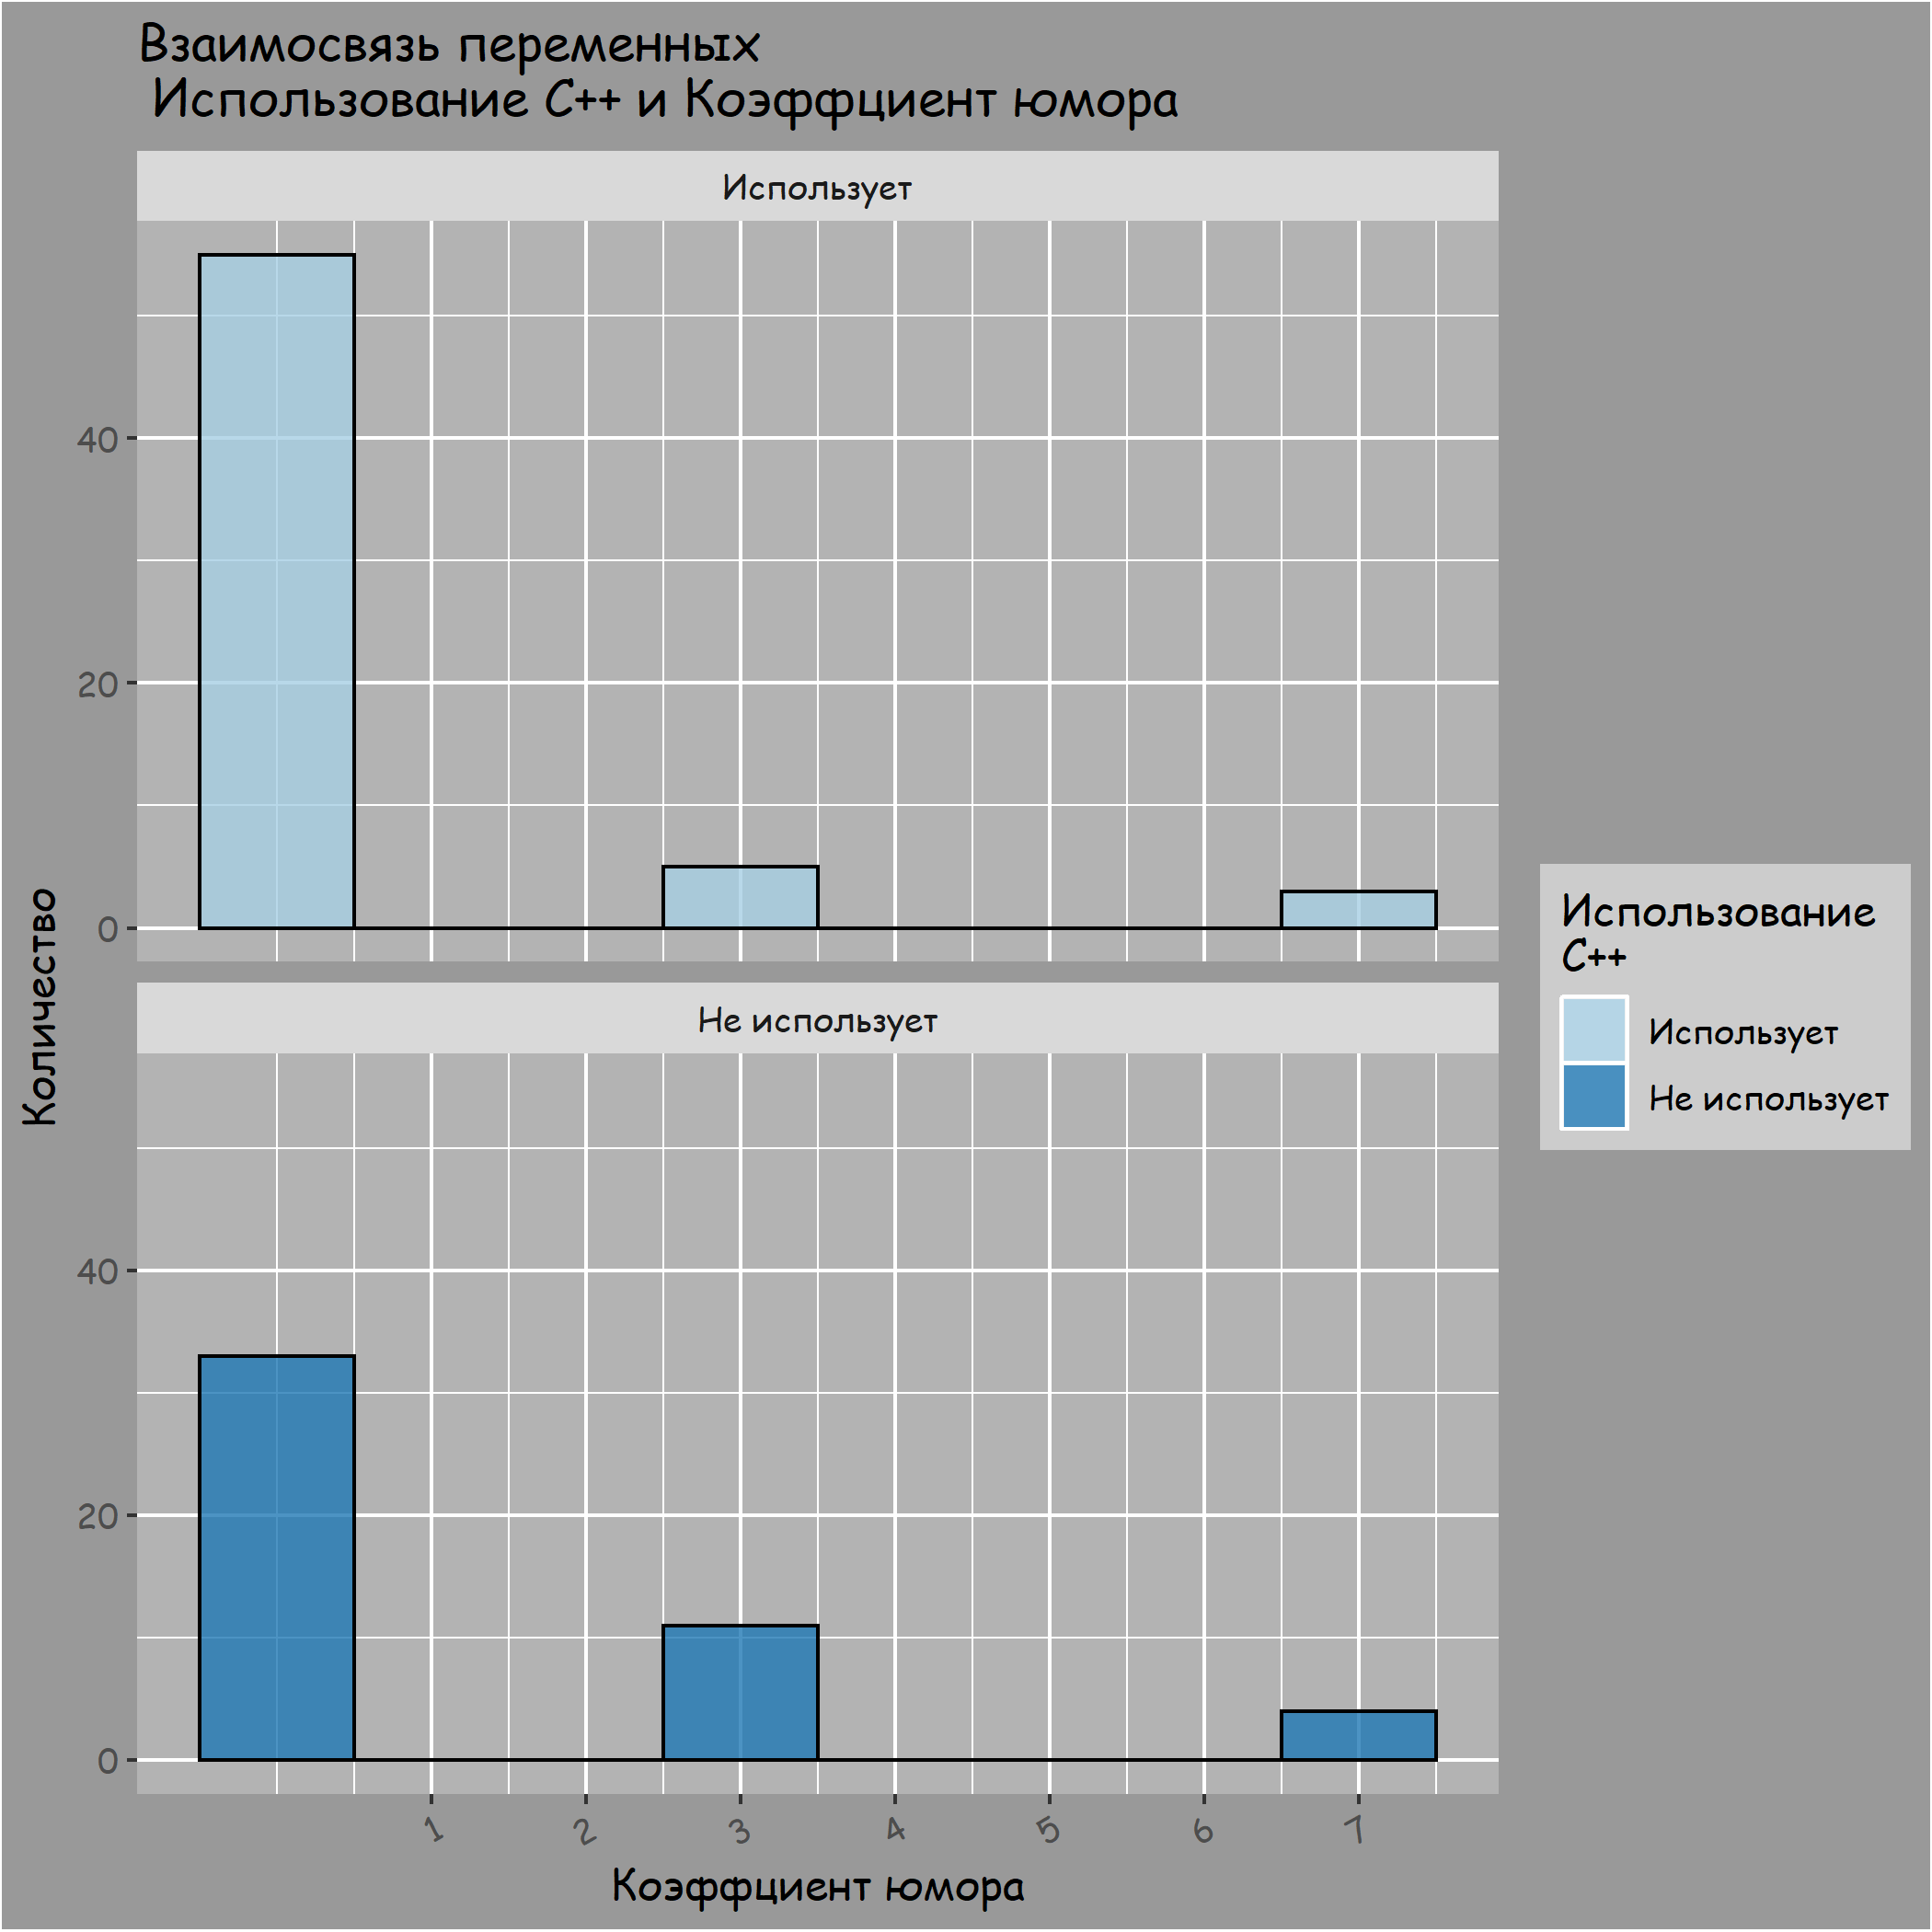 Взаимосвязь переменных
Использование C++ и Коэффциент юмора
Использует
40
20
0
Не использует
40
20
0
1 2 3 4 5 6 7
Коэффциент юмора
Количество
Использование
C++
Использует
Не использует